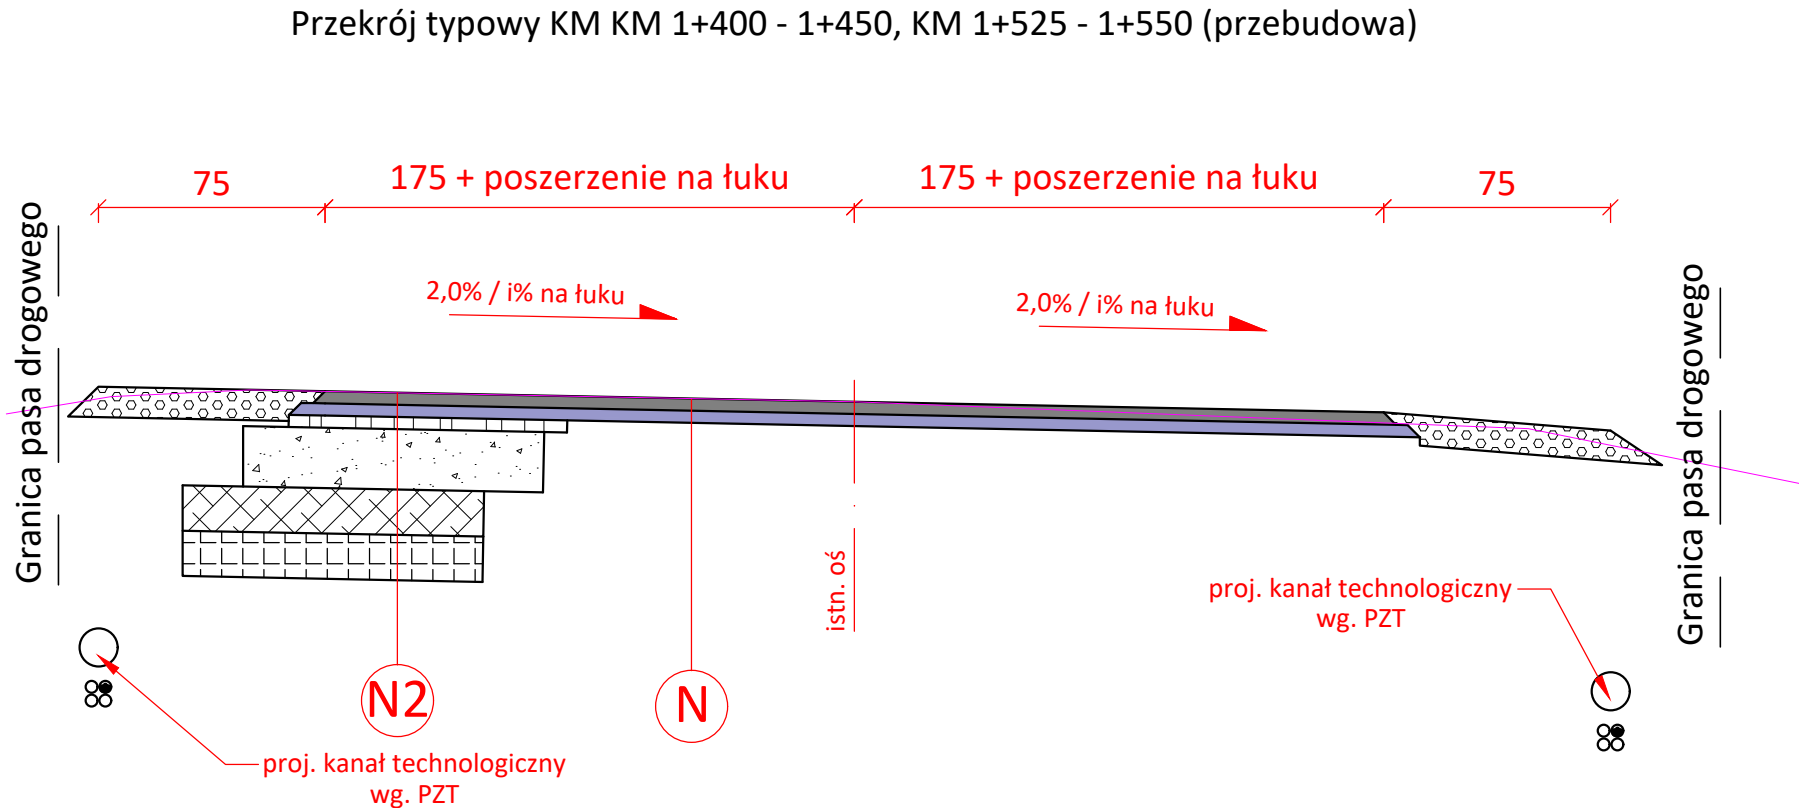 Przekrój typowy KM KM 1+400 - 1+450, KM 1+525 - 1+550 (przebudowa)
75
175 + poszerzenie na łuku
175 + poszerzenie na łuku
75
Granica pasa drogowego
2,0% / i% na łuku
2,0% / i% na łuku
Granica pasa drogowego
istn. oś
proj. kanał technologiczny
wg. PZT
N2
N
proj. kanał technologiczny
wg. PZT